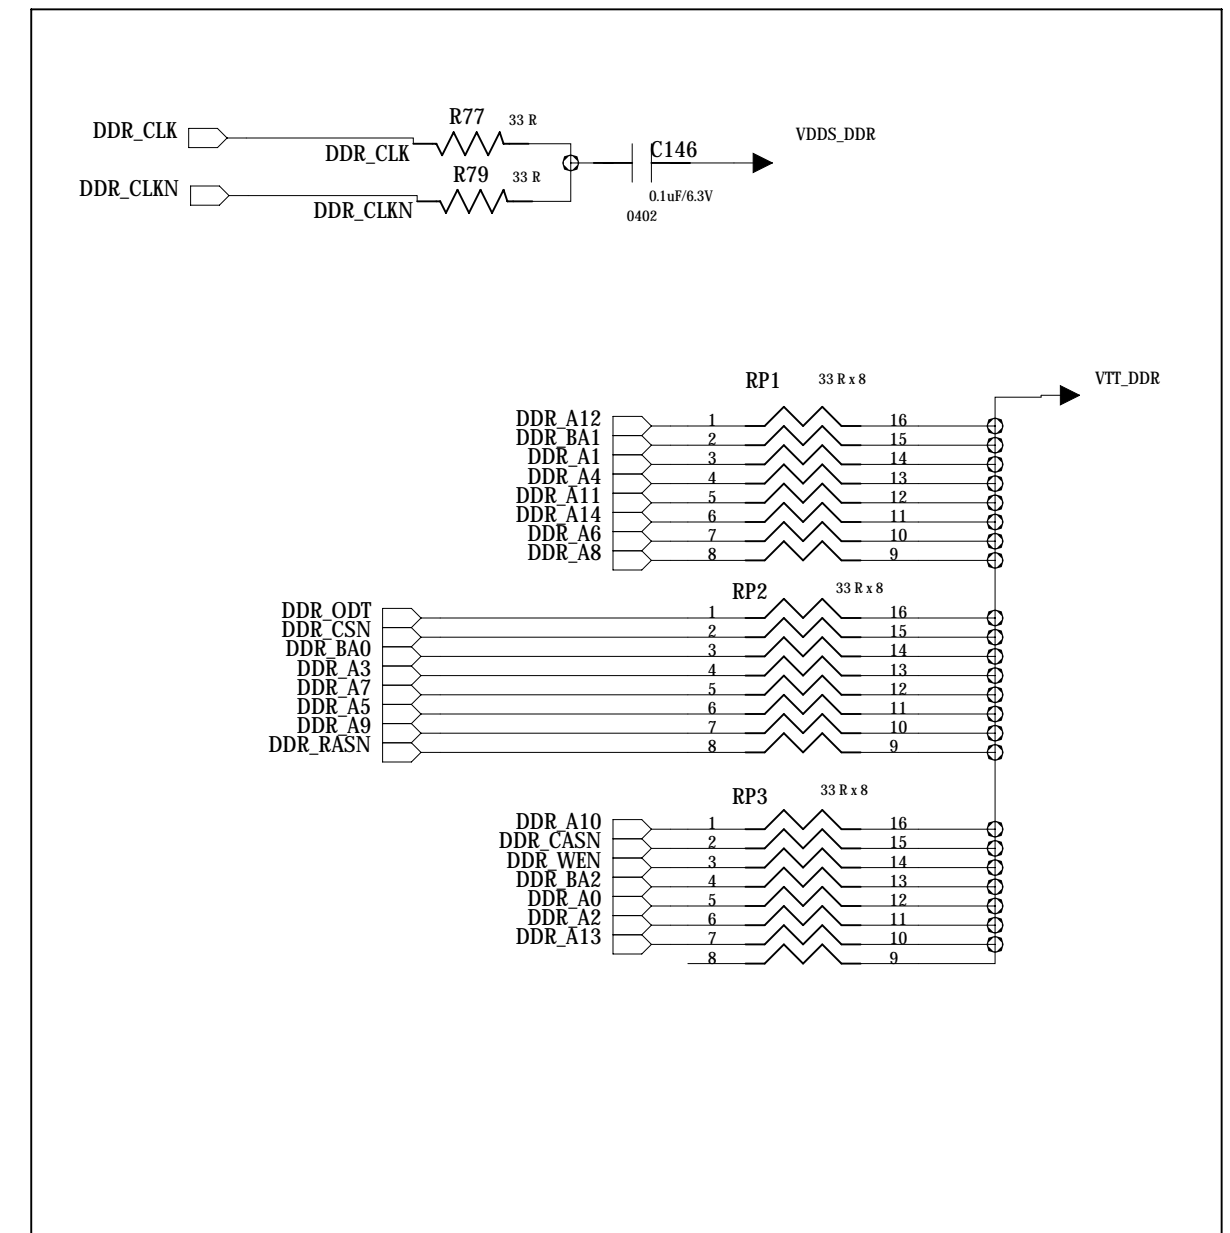 R77 33 R
DDR_CLK
DDR_CLK
VDDS_DDR
C146
R79 33 R
DDR_CLKN
DDR_CLKN
0.1uF/6.3V
0402
RP1 33 R x 8
VTT_DDR
DDR_A12 1 16
DDR_BA1 2 15
DDR_A1 3 14
DDR_A4 4 13
DDR_A11 5 12
DDR_A14 6 11
DDR_A6 7 10
DDR_A8 8 9
RP2 33 R x 8
DDR_ODT 1 16
DDR_CSN 2 15
DDR_BA0 3 14
DDR_A3 4 13
DDR_A7 5 12
DDR_A5 6 11
DDR_A9 7 10
DDR_RASN 8 9
RP3 33 R x 8
DDR_A10 1 16
DDR_CASN 2 15
DDR_WEN 3 14
DDR_BA2 4 13
DDR_A0 5 12
DDR_A2 6 11
DDR_A13 7 10
8 9